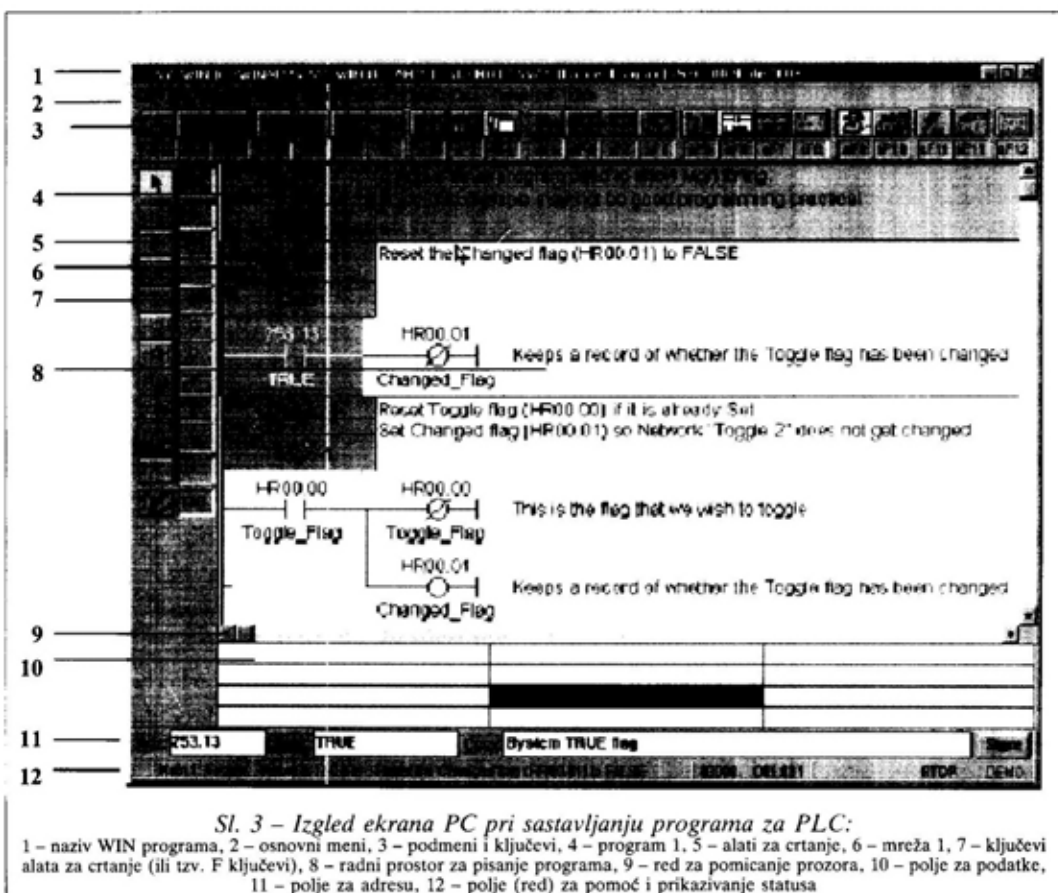 1
2
3
4
not be good programming practice!
5
Reset the Changed flag (HR00.01) to FALSE
6
7
253.13 HR00.01
8
Keeps a record of whether the Toggle flag has been changed
TRUE Changed_Flag
Reset Toggle flag (HR00.00) if it is already Set
Set Changed flag (HR00.01) so Network "Toggle 2" does not get changed
HR00.00 HR00.00
This is the flag that we wish to toggle
Toggle_Flag Toggle_Flag
HR00.01
Keeps a record of whether the Toggle flag has been changed
Changed_Flag
9
10
11
253.13 TRUE System TRUE flag Store
12
STOP DEMO
Sl. 3 – Izgled ekrana PC pri sastavljanju programa za PLC:
1 – naziv WIN programa, 2 – osnovni meni, 3 – podmeni i ključevi, 4 – program 1, 5 – alati za crtanje, 6 – mreža 1, 7 – ključevi
alata za crtanje (ili tzv. F ključevi), 8 – radni prostor za pisanje programa, 9 – red za pomicanje prozora, 10 – polje za podatke,
11 – polje za adresu, 12 – polje (red) za pomoć i prikazivanje statusa